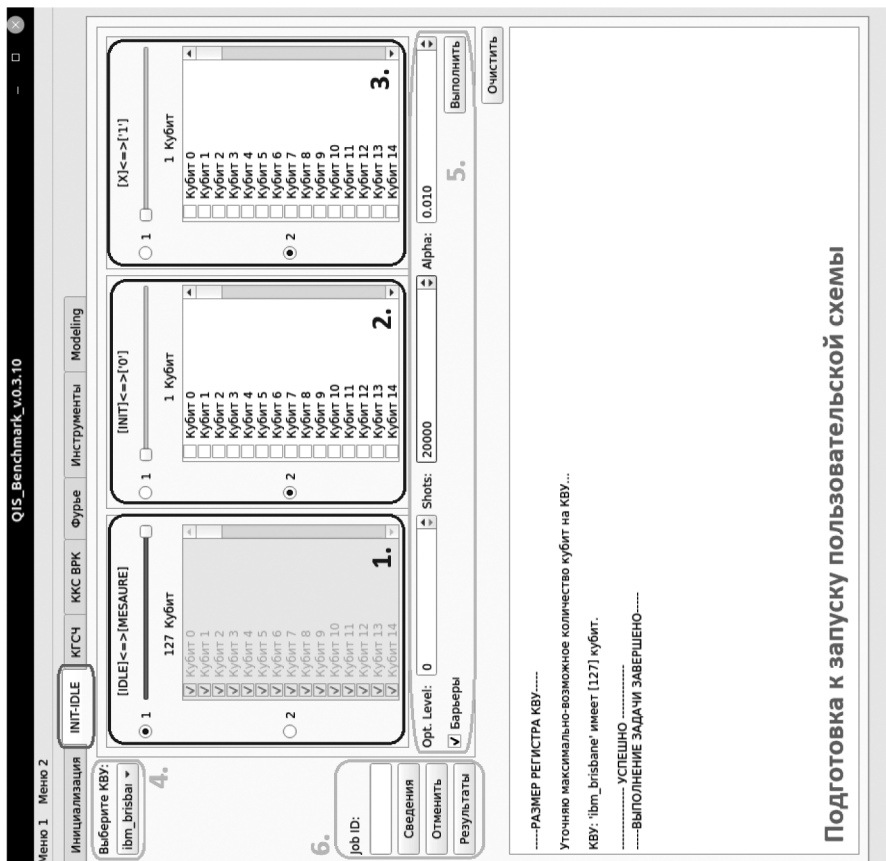 QIS_Benchmark_v.0.3.10
Меню 1 Меню 2
Инициализация INIT-IDLE КГСЧ ККС ВРК Фурье Инструменты Modeling
Выберите КВУ:
ibm_brisbar
4.
6.
Job ID:
Сведения
Отменить
Результаты
[IDLE]<=>[MESAURE]
1
127 Кубит
2
Кубит 0
Кубит 1
Кубит 2
Кубит 3
Кубит 4
Кубит 5
Кубит 6
Кубит 7
Кубит 8
Кубит 9
Кубит 10
Кубит 11
Кубит 12
Кубит 13
Кубит 14
1.
[INIT]<=>['0']
1
1 Кубит
2
Кубит 0
Кубит 1
Кубит 2
Кубит 3
Кубит 4
Кубит 5
Кубит 6
Кубит 7
Кубит 8
Кубит 9
Кубит 10
Кубит 11
Кубит 12
Кубит 13
Кубит 14
2.
[X]<=>['1']
1
1 Кубит
2
Кубит 0
Кубит 1
Кубит 2
Кубит 3
Кубит 4
Кубит 5
Кубит 6
Кубит 7
Кубит 8
Кубит 9
Кубит 10
Кубит 11
Кубит 12
Кубит 13
Кубит 14
3.
Opt. Level: 0 Shots: 20000 Alpha: 0.010
Барьеры 5. Выполнить
Очистить
-----РАЗМЕР РЕГИСТРА КВУ-----
Уточняю максимально-возможное количество кубит на КВУ...
КВУ: 'ibm_brisbane' имеет [127] кубит.
--------------- УСПЕШНО ---------------
-----ВЫПОЛНЕНИЕ ЗАДАЧИ ЗАВЕРШЕНО-----
Подготовка к запуску пользовательской схемы